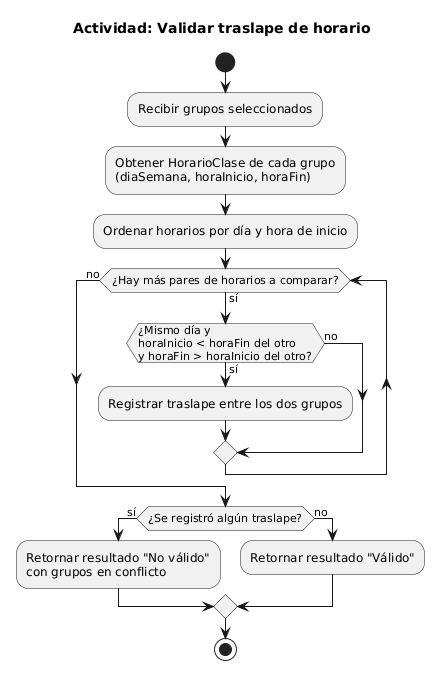 Actividad: Validar traslape de horario
Recibir grupos seleccionados
Obtener HorarioClase de cada grupo
(diaSemana, horaInicio, horaFin)
Ordenar horarios por día y hora de inicio
no
¿Hay más pares de horarios a comparar?
sí
¿Mismo día y
horaInicio < horaFin del otro
y horaFin > horaInicio del otro?
no
sí
Registrar traslape entre los dos grupos
sí
¿Se registró algún traslape?
no
Retornar resultado "No válido"
con grupos en conflicto
Retornar resultado "Válido"